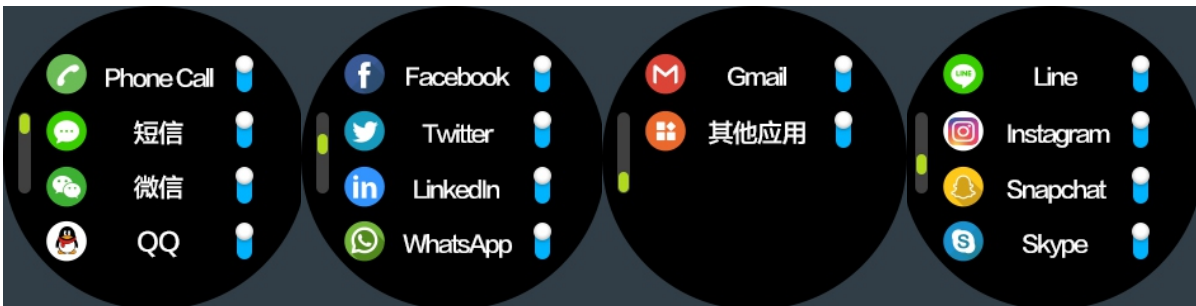 Phone Call
短信
微信
QQ
Facebook
Twitter
LinkedIn
WhatsApp
Gmail
其他应用
LINE
Line
Instagram
Snapchat
Skype